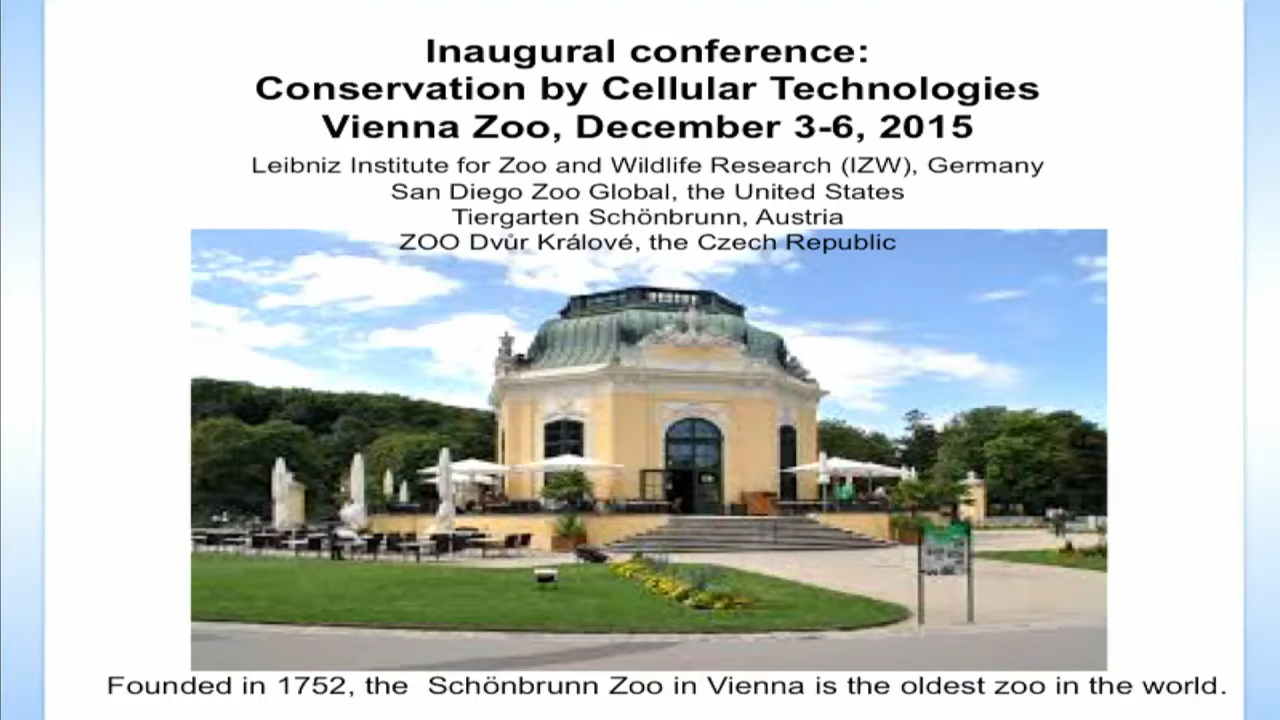 Inaugural conference:
Conservation by Cellular Technologies
Vienna Zoo, December 3-6, 2015
Leibniz Institute for Zoo and Wildlife Research (IZW), Germany
San Diego Zoo Global, the United States
Tiergarten Schönbrunn, Austria
ZOO Dvůr Králové, the Czech Republic
Founded in 1752, the  Schönbrunn Zoo in Vienna is the oldest zoo in the world.